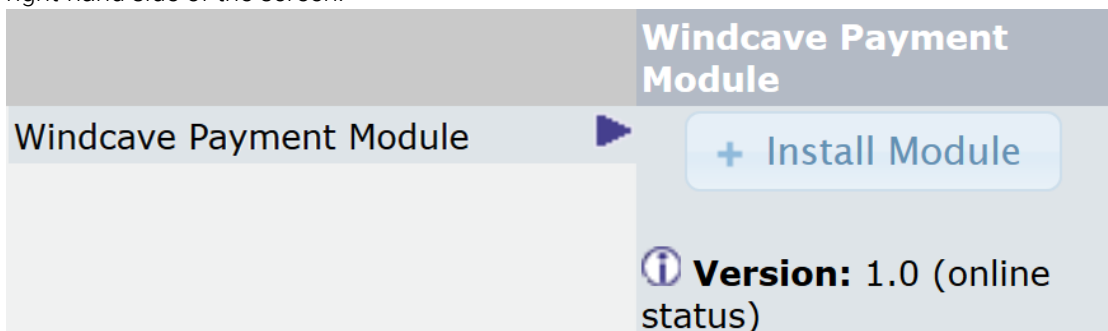 right-hand side of the screen.
Windcave Payment
Module
Windcave Payment Module
+ Install Module
Version: 1.0 (online
status)